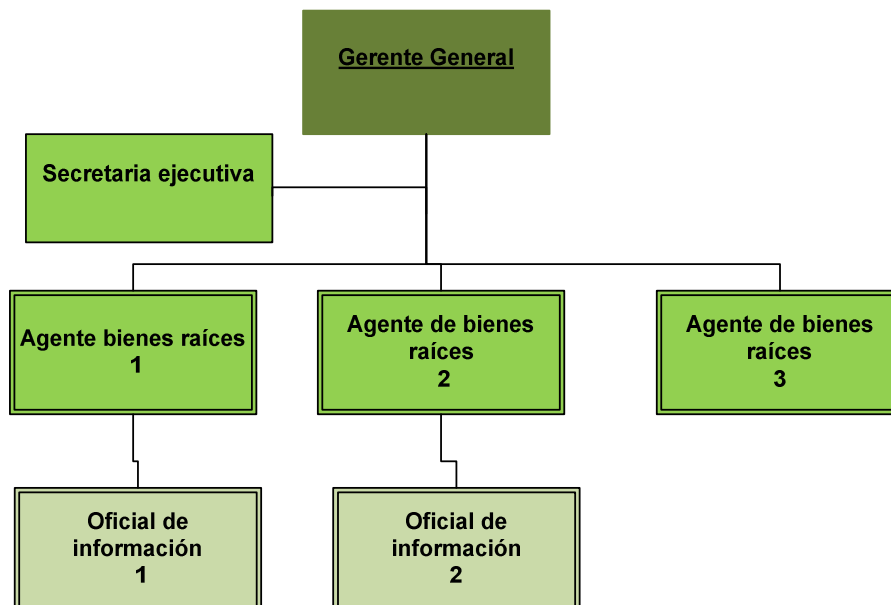 Gerente General
Secretaria ejecutiva
Agente bienes raíces
1
Agente de bienes
raíces
2
Agente de bienes
raíces
3
Oficial de
información
1
Oficial de
información
2